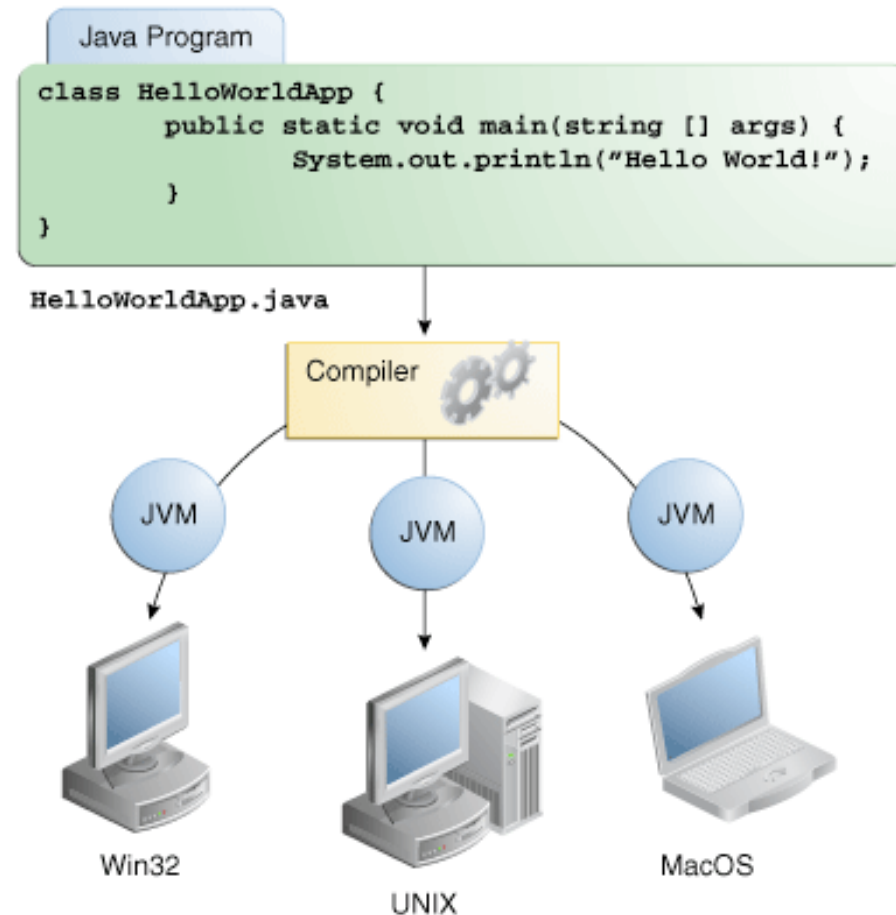 Java Program
class HelloWorldApp {
public static void main(string [] args) {
System.out.println("Hello World!");
}
}
HelloWorldApp.java
Compiler
JVM
JVM
JVM
Win32
UNIX
MacOS